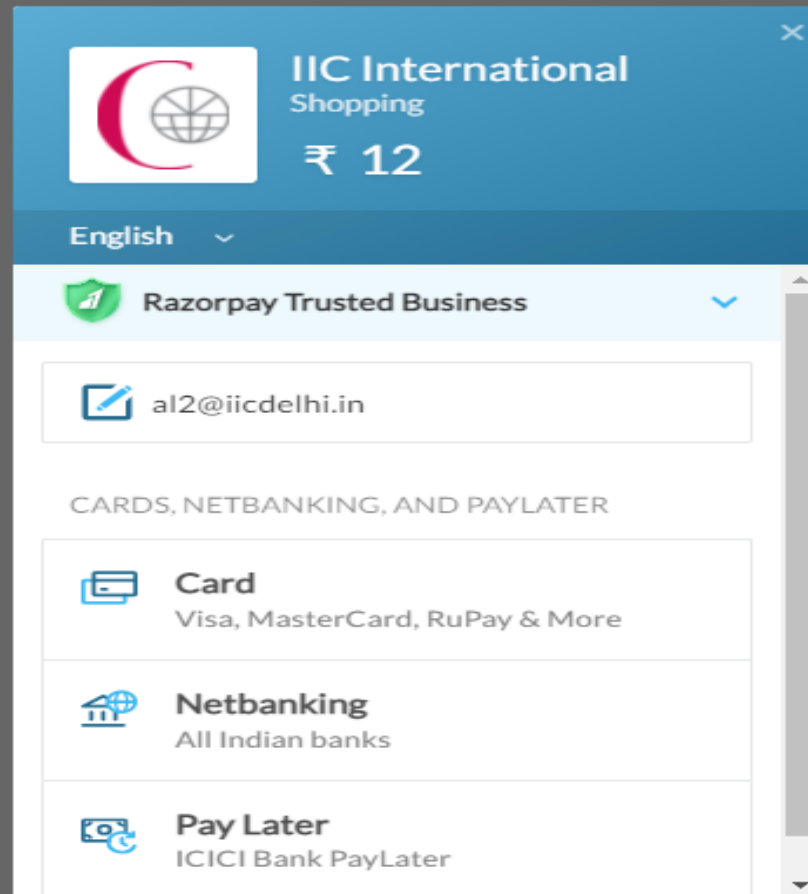 IIC International
Shopping
₹ 12
English
Razorpay Trusted Business
al2@iicdelhi.in
CARDS, NETBANKING, AND PAYLATER
Card
Visa, MasterCard, RuPay & More
Netbanking
All Indian banks
Pay Later
ICICI Bank PayLater